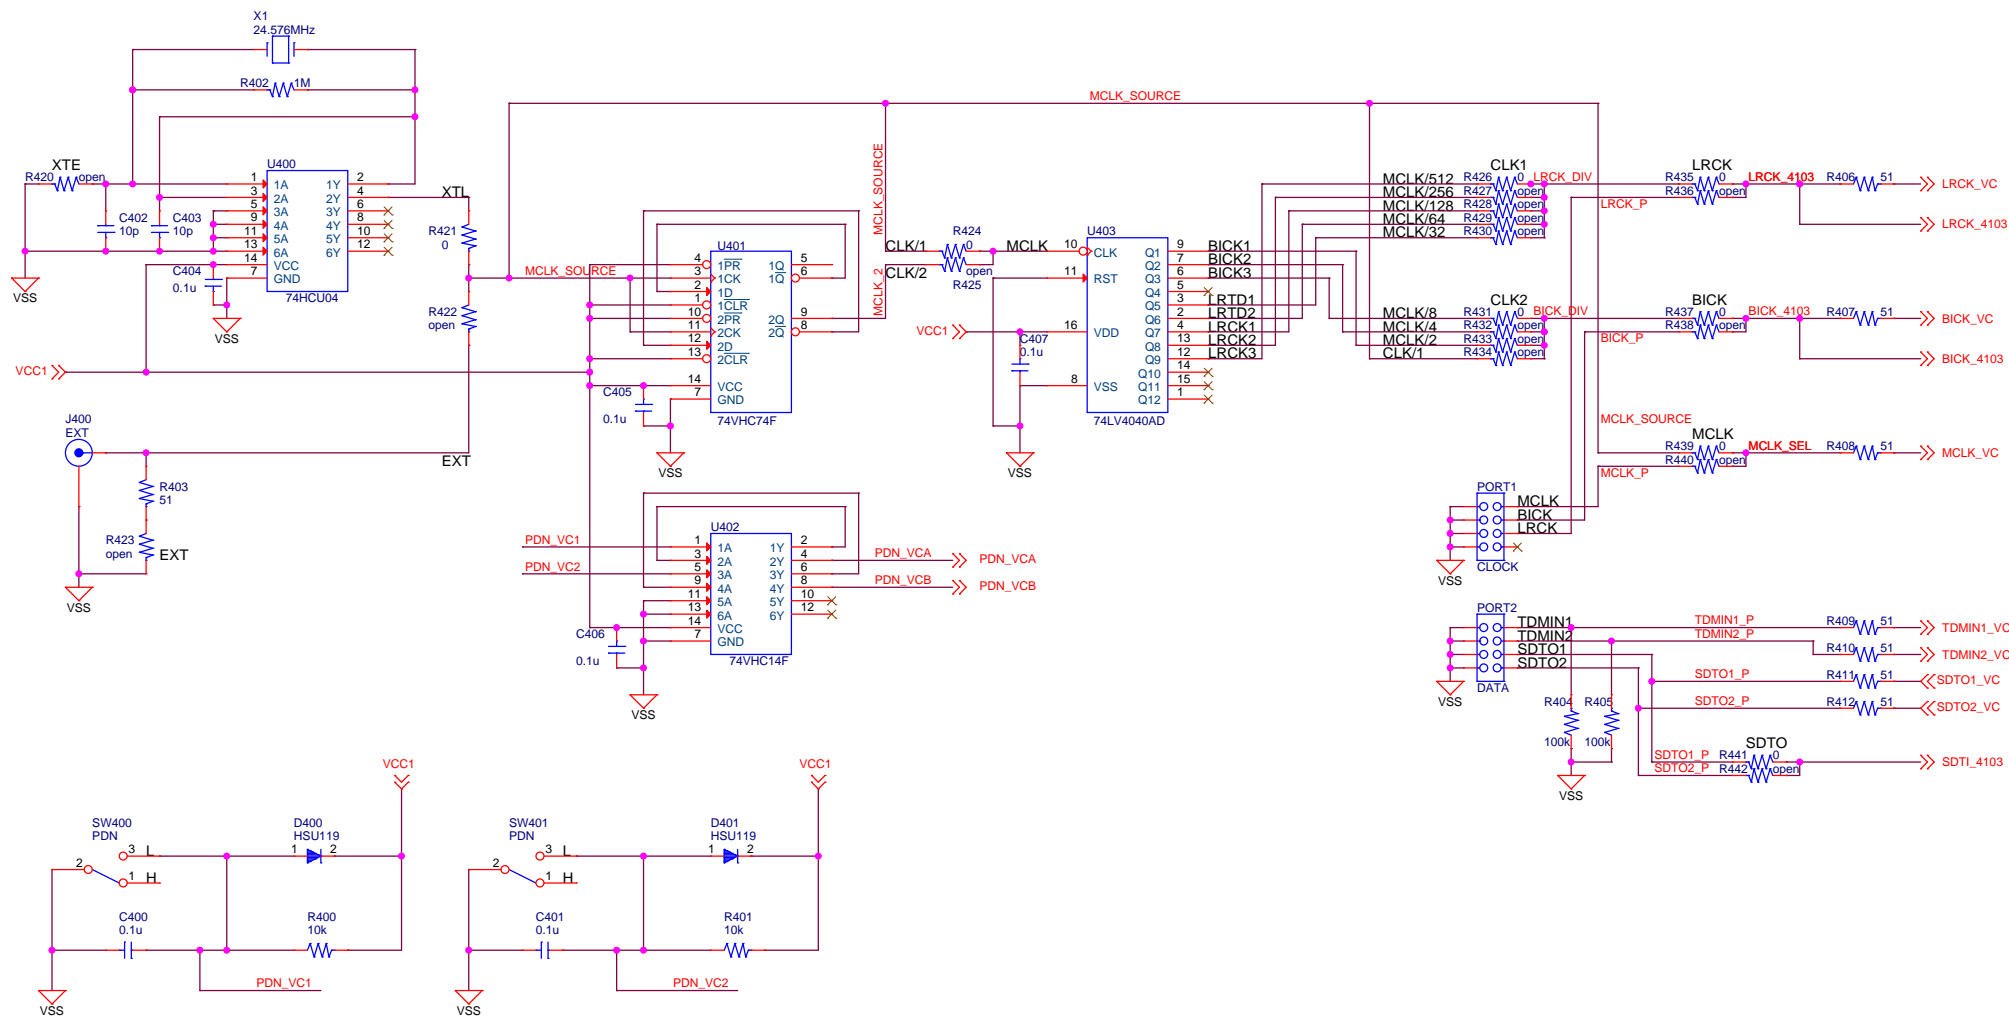 X1
24.576MHz
R402 1M
XTE
R420 open
C402
10p
C403
10p
C404
0.1u
VSS
U400
1 1A 1Y 2
3 2A 2Y 4
5 3A 3Y 6
9 4A 4Y 8
11 5A 5Y 10
13 6A 6Y 12
14 VCC
7 GND
74HCU04
VSS
XTL
R421
0
R422
open
MCLK_SOURCE
VCC1
J400
EXT
EXT
R403
51
R423
open
EXT
VSS
U401
4 1PR 1Q 5
3 1CK 1Q 6
2 1D
1 1CLR
10 2PR 2Q 9
11 2CK 2Q 8
12 2D
13 2CLR
14 VCC
7 GND
74VHC74F
C405
0.1u
VSS
MCLK_SOURCE
MCLK_SOURCE
MCLK_2
CLK/1
CLK/2
R424
0
open
R425
MCLK
VCC1
C407
0.1u
VSS
U403
10 CLK Q1 9 BICK1
Q2 7 BICK2
11 RST Q3 6 BICK3
Q4 5
Q5 3 LRTD1
Q6 2 LRTD2
16 VDD Q7 4 LRCK1
Q8 13 LRCK2
Q9 12 LRCK3
Q10 14
8 VSS Q11 15
Q12 1
74LV4040AD
CLK1
MCLK/512 R426 0 LRCK_DIV
MCLK/256 R427 open
MCLK/128 R428 open
MCLK/64 R429 open
MCLK/32 R430 open
CLK2
MCLK/8 R431 0 BICK_DIV
MCLK/4 R432 open
MCLK/2 R433 open
CLK/1 R434 open
LRCK
R435 0 LRCK_4103 R406 51 LRCK_VC
R436 open
LRCK_P
LRCK_4103
BICK
R437 0 BICK_4103 R407 51 BICK_VC
R438 open
BICK_P
BICK_4103
MCLK_SOURCE
MCLK
R439 0 MCLK_SEL R408 51 MCLK_VC
R440 open
MCLK_P
PORT1
MCLK
BICK
LRCK
CLOCK
VSS
PORT2
TDMIN1 TDMIN1_P R409 51 TDMIN1_VC
TDMIN2 TDMIN2_P R410 51 TDMIN2_VC
SDTO1 SDTO1_P R411 51 SDTO1_VC
SDTO2 SDTO2_P R412 51 SDTO2_VC
DATA
VSS
R404
100k
R405
100k
VSS
SDTO
SDTO1_P R441 0 SDTI_4103
SDTO2_P R442 open
U402
PDN_VC1 1 1A 1Y 2
3 2A 2Y 4 PDN_VCA PDN_VCA
PDN_VC2 5 3A 3Y 6
9 4A 4Y 8 PDN_VCB PDN_VCB
11 5A 5Y 10
13 6A 6Y 12
14 VCC
7 GND
74VHC14F
C406
0.1u
VSS
VCC1
SW400
PDN
2
3 L
1 H
D400
HSU119
1 2
C400
0.1u
R400
10k
PDN_VC1
VSS
VCC1
SW401
PDN
2
3 L
1 H
D401
HSU119
1 2
C401
0.1u
R401
10k
PDN_VC2
VSS